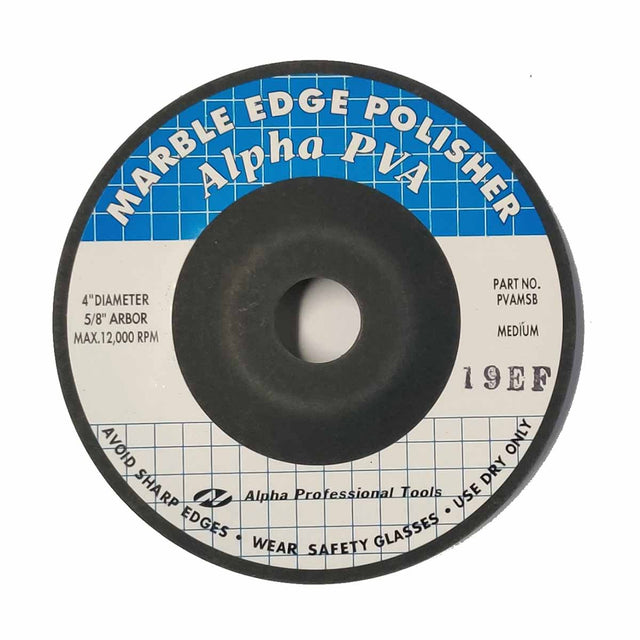 MARBLE EDGE POLISHER
Alpha PVA
4"DIAMETER
5/8" ARBOR
MAX.12,000 RPM
PART NO.
PVAMSB
MEDIUM
19EF
Alpha Professional Tools
AVOID SHARP EDGES • WEAR SAFETY GLASSES • USE DRY ONLY